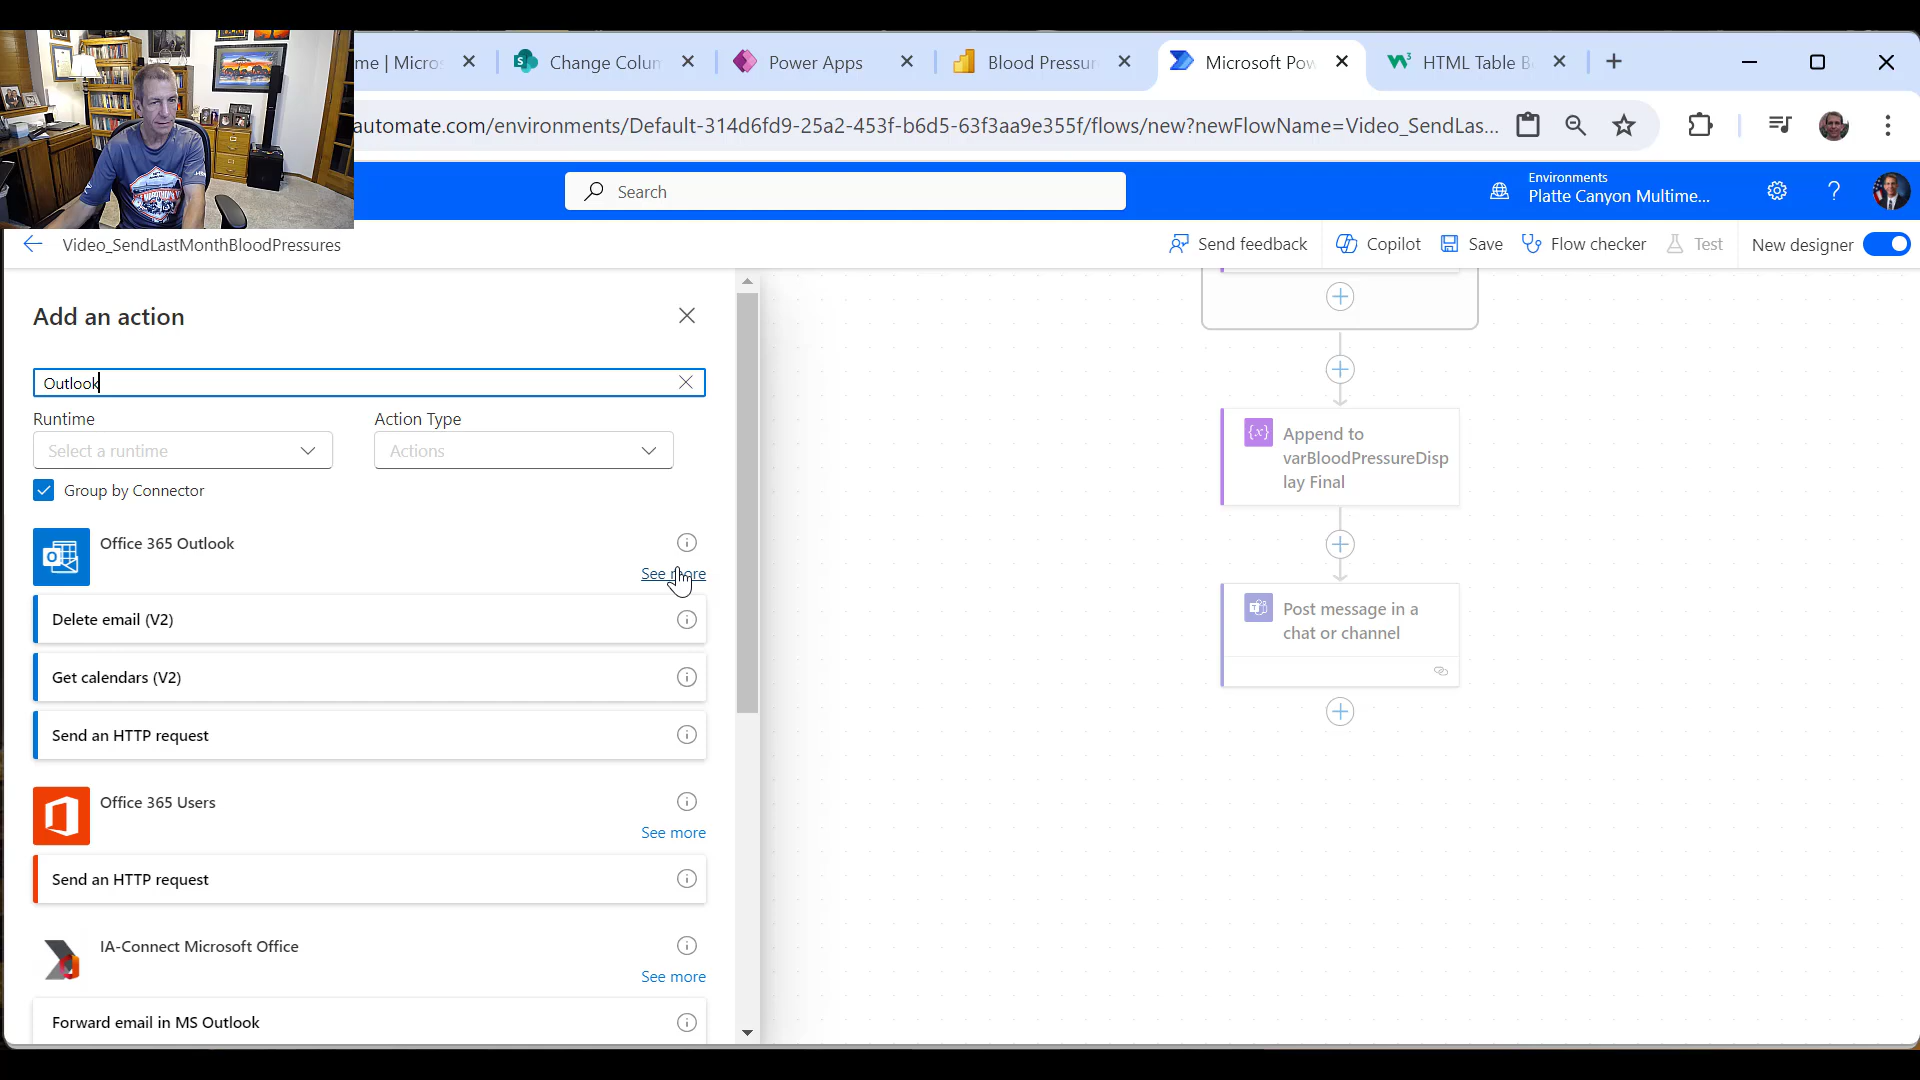 me | Micros
Change Colum
Power Apps
Blood Pressur
Microsoft Pow
HTML Table B
automate.com/environments/Default-314d6fd9-25a2-453f-b6d5-63f3aa9e355f/flows/new?newFlowName=Video_SendLas...
Search
Environments
Platte Canyon Multime...
Video_SendLastMonthBloodPressures
Send feedback
Copilot
Save
Flow checker
Test
New designer
Add an action
Outlook
Runtime
Action Type
Select a runtime
Actions
Group by Connector
Office 365 Outlook
See more
Delete email (V2)
Get calendars (V2)
Send an HTTP request
Office 365 Users
See more
Send an HTTP request
IA-Connect Microsoft Office
See more
Forward email in MS Outlook
Append to
varBloodPressureDisp
lay Final
Post message in a
chat or channel